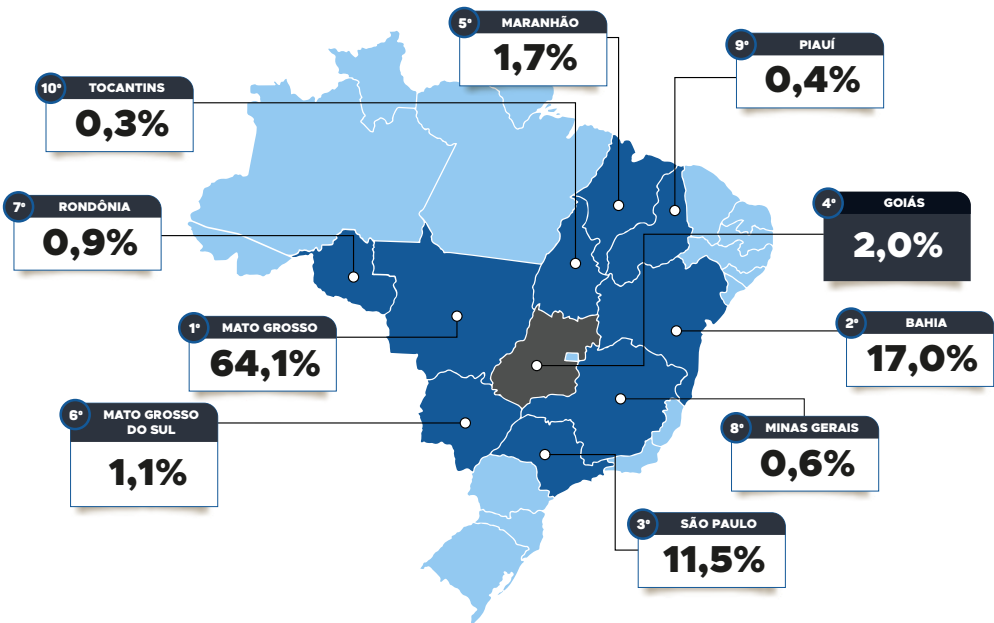 5º MARANHÃO
1,7%
9º PIAUÍ
0,4%
10º TOCANTINS
0,3%
7º RONDÔNIA
0,9%
4º GOIÁS
2,0%
1º MATO GROSSO
64,1%
2º BAHIA
17,0%
6º MATO GROSSO
DO SUL
1,1%
8º MINAS GERAIS
0,6%
3º SÃO PAULO
11,5%